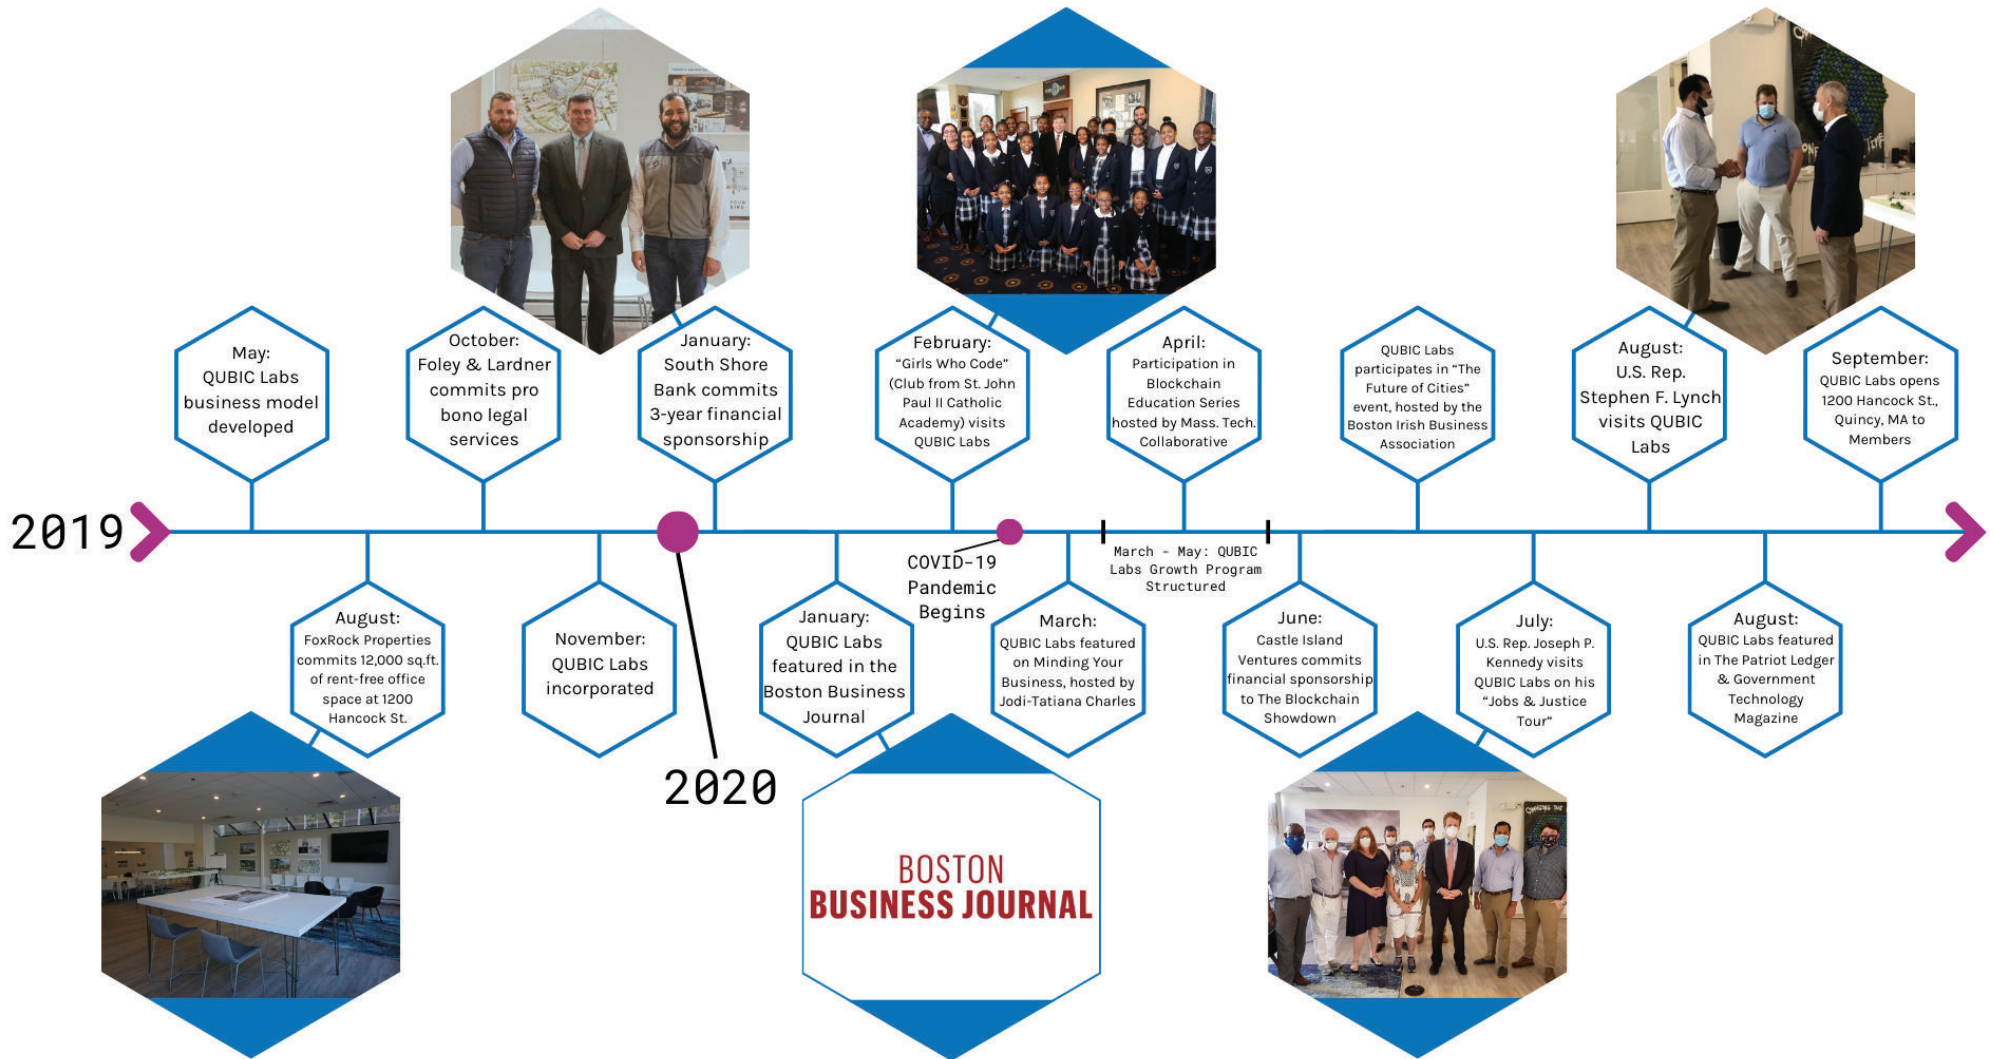 2019
May:
QUBIC Labs
business model
developed
August:
FoxRock Properties
commits 12,000 sq.ft.
of rent-free office
space at 1200
Hancock St.
October:
Foley & Lardner
commits pro
bono legal
services
November:
QUBIC Labs
incorporated
2020
January:
South Shore
Bank commits
3-year financial
sponsorship
January:
QUBIC Labs
featured in the
Boston Business
Journal
BOSTON
BUSINESS JOURNAL
February:
“Girls Who Code”
(Club from St. John
Paul II Catholic
Academy) visits
QUBIC Labs
COVID-19
Pandemic
Begins
March:
QUBIC Labs featured
on Minding Your
Business, hosted by
Jodi-Tatiana Charles
March - May: QUBIC
Labs Growth Program
Structured
April:
Participation in
Blockchain
Education Series
hosted by Mass. Tech.
Collaborative
June:
Castle Island
Ventures commits
financial sponsorship
to The Blockchain
Showdown
QUBIC Labs
participates in “The
Future of Cities”
event, hosted by the
Boston Irish Business
Association
July:
U.S. Rep. Joseph P.
Kennedy visits
QUBIC Labs on his
“Jobs & Justice
Tour”
August:
U.S. Rep.
Stephen F. Lynch
visits QUBIC
Labs
August:
QUBIC Labs featured
in The Patriot Ledger
& Government
Technology
Magazine
September:
QUBIC Labs opens
1200 Hancock St.,
Quincy, MA to
Members